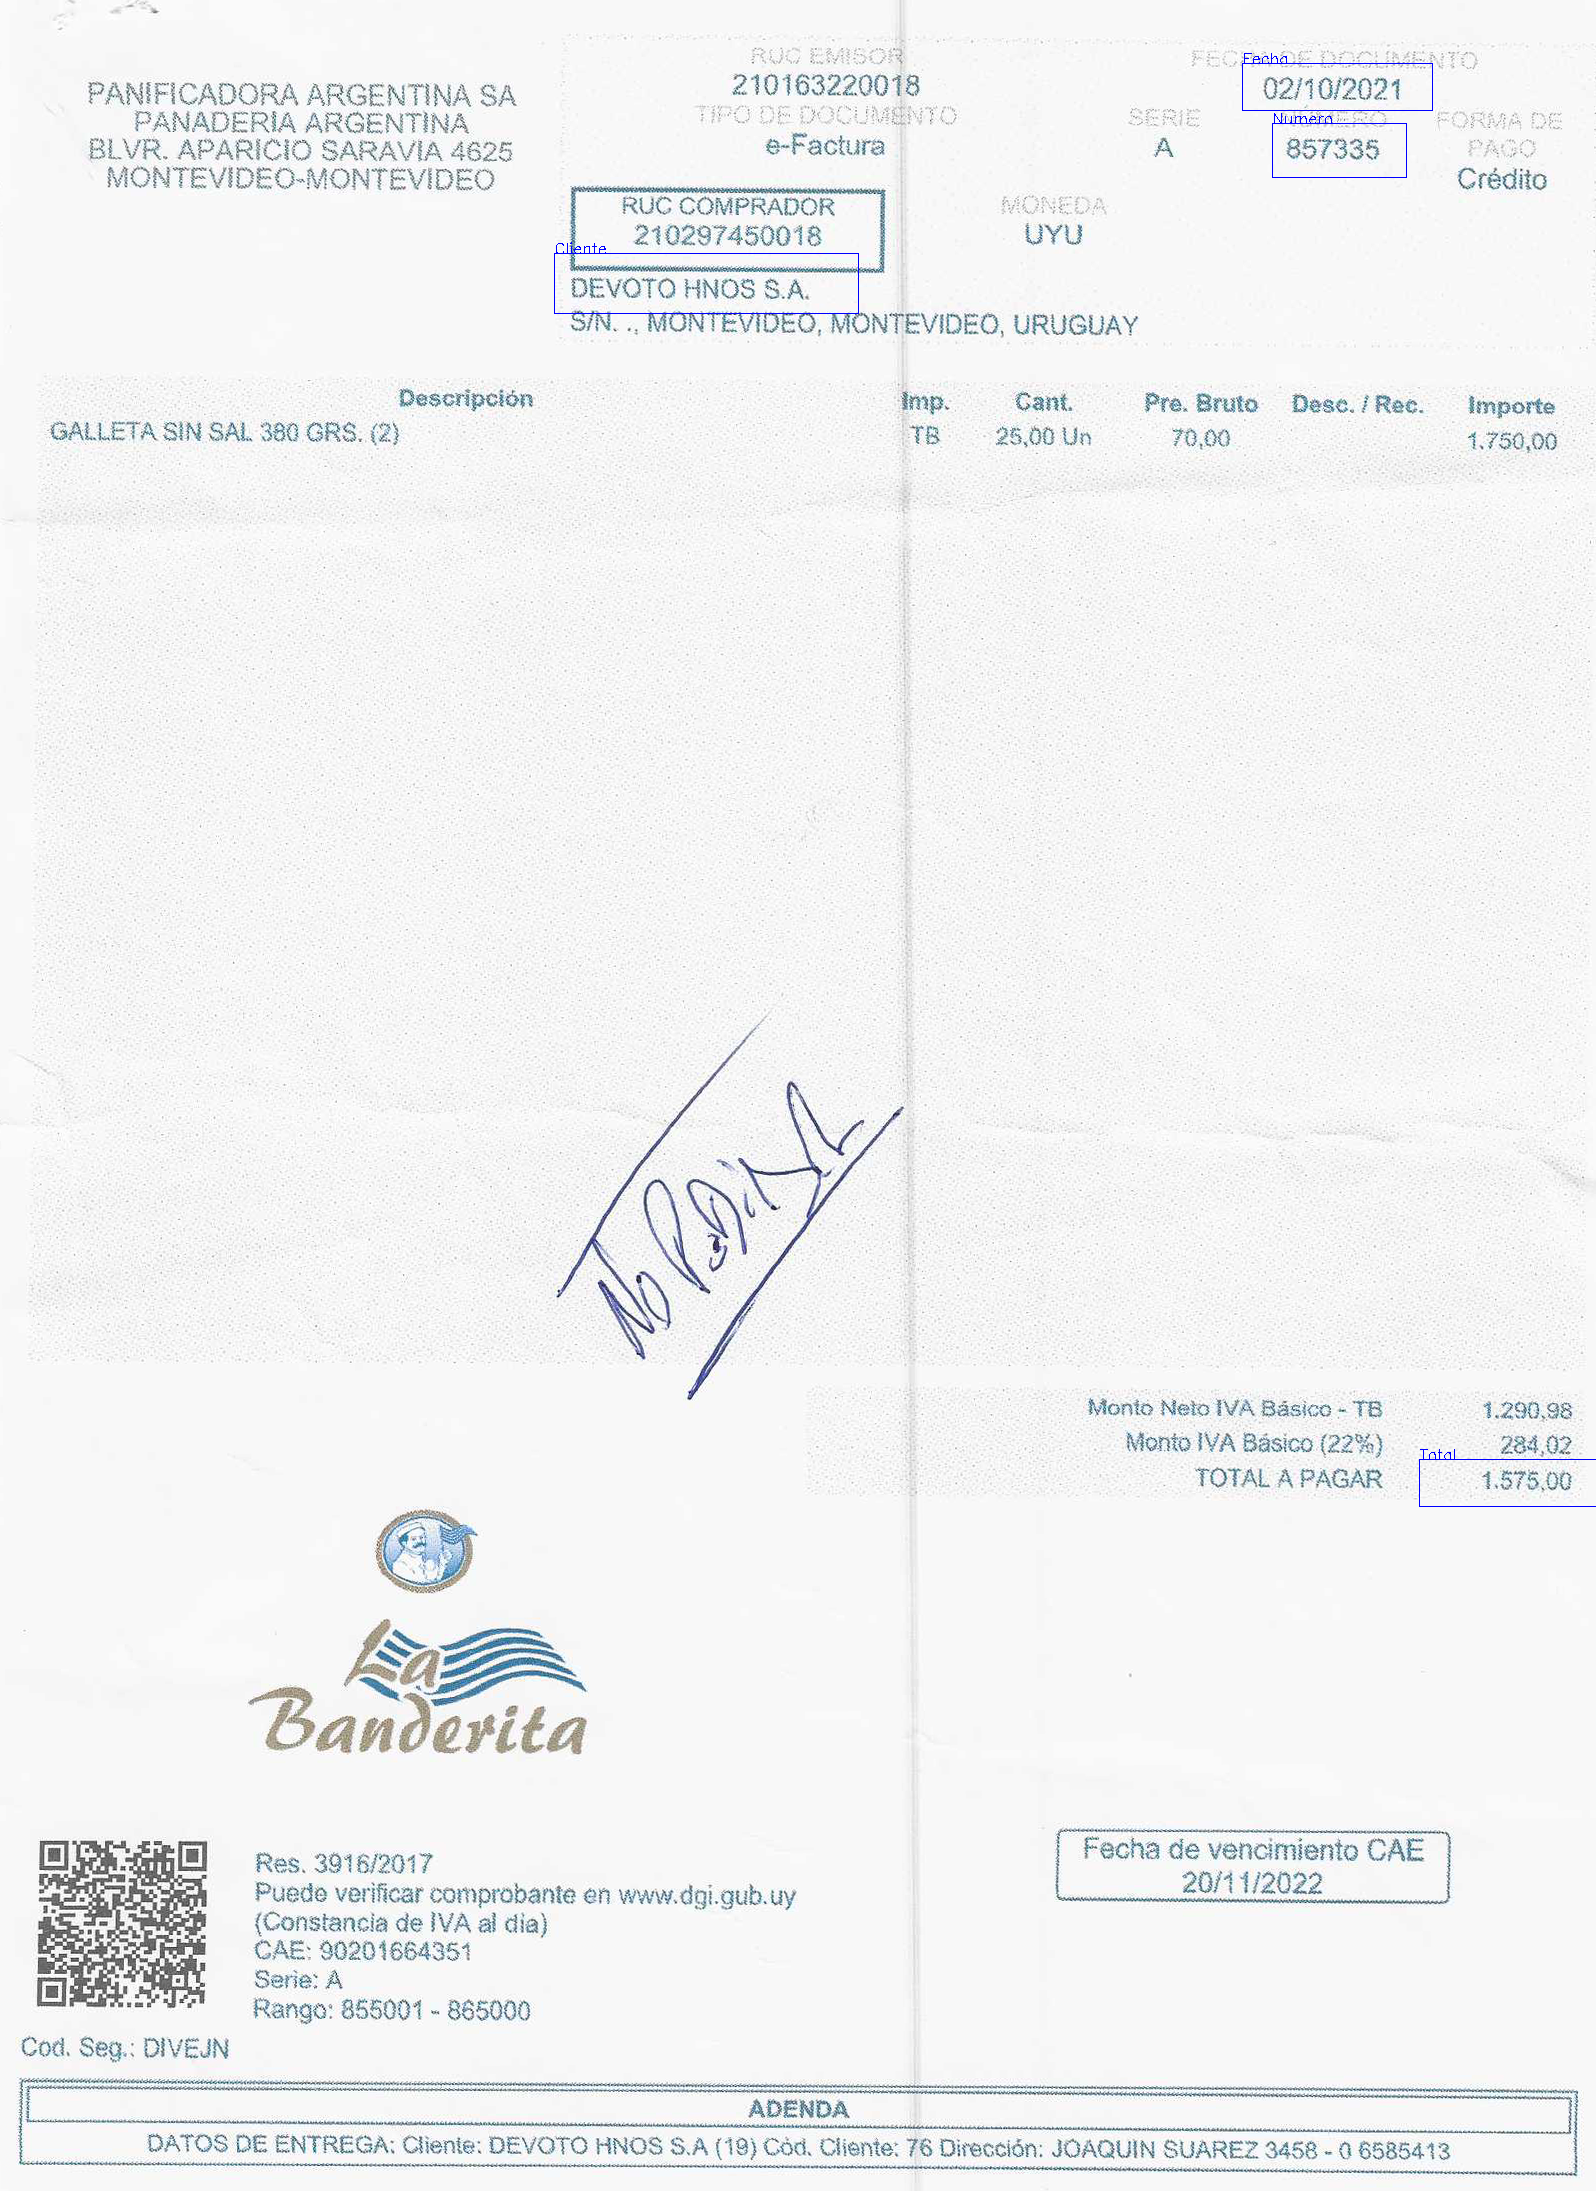 PANIFICADORA ARGENTINA SA
PANADERIA ARGENTINA
BLVR. APARICIO SARAVIA 4625
MONTEVIDEO-MONTEVIDEO
RUC EMISOR
210163220018
TIPO DE DOCUMENTO
e-Factura
FECHA DE DOCUMENTO
Fecha
02/10/2021
SERIE
A
NÚMERO
Numero
857335
FORMA DE
PAGO
Crédito
RUC COMPRADOR
210297450018
MONEDA
UYU
Cliente
DEVOTO HNOS S.A.
S/N. ., MONTEVIDEO, MONTEVIDEO, URUGUAY
Descripción Imp. Cant. Pre. Bruto Desc. / Rec. Importe
GALLETA SIN SAL 380 GRS. (2) TB 25,00 Un 70,00 1.750,00
No
Monto Neto IVA Básico - TB 1.290,98
Monto IVA Básico (22%) 284,02
Total
TOTAL A PAGAR 1.575,00
La
Banderita
Res. 3916/2017
Puede verificar comprobante en www.dgi.gub.uy
(Constancia de IVA al día)
CAE: 90201664351
Serie: A
Rango: 855001 - 865000
Fecha de vencimiento CAE
20/11/2022
Cod. Seg.: DIVEJN
ADENDA
DATOS DE ENTREGA: Cliente: DEVOTO HNOS S.A (19) Cód. Cliente: 76 Dirección: JOAQUIN SUAREZ 3458 - 0 6585413